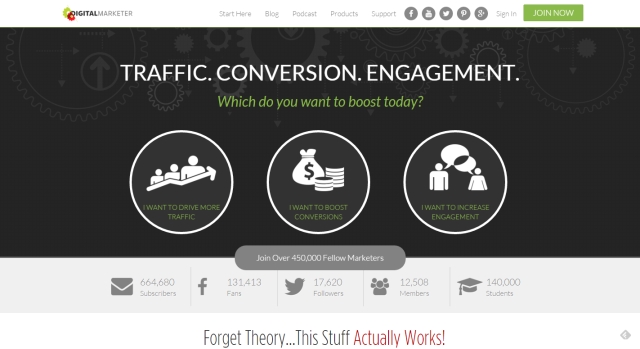 DIGITALMARKETER
Start Here Blog Podcast Products Support Sign In JOIN NOW
TRAFFIC. CONVERSION. ENGAGEMENT.
Which do you want to boost today?
I WANT TO DRIVE MORE
TRAFFIC
I WANT TO BOOST
CONVERSIONS
I WANT TO INCREASE
ENGAGEMENT
Join Over 450,000 Fellow Marketers
664,680 131,413 17,620 12,508 140,000
Subscribers Fans Followers Members Students
Forget Theory...This Stuff Actually Works!